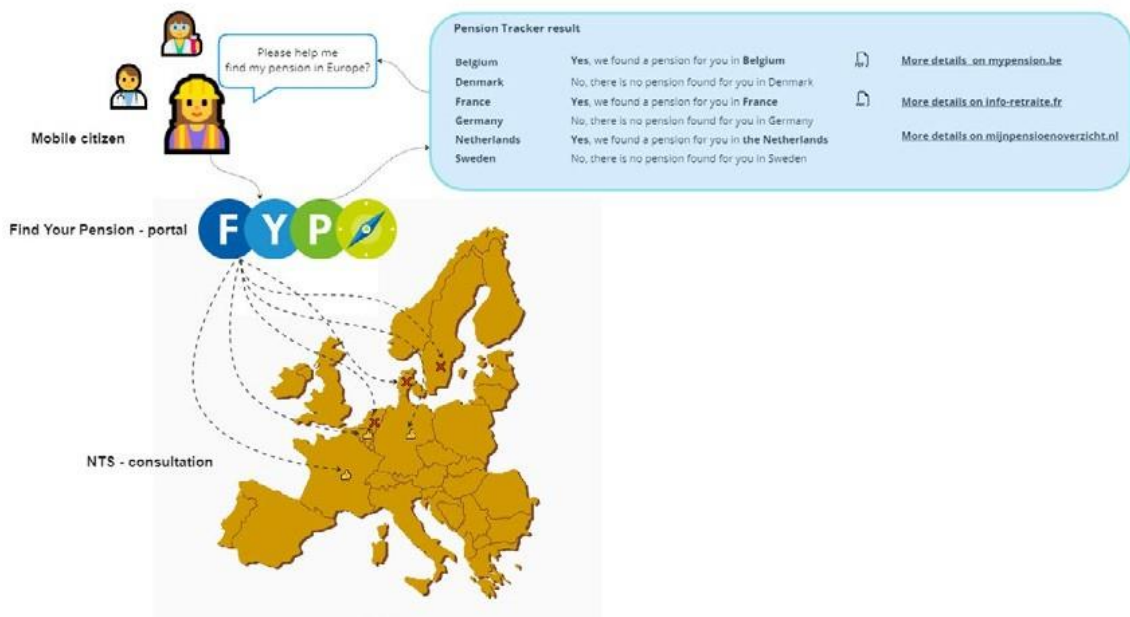 Pension Tracker result
Please help me
find my pension in Europe?
Belgium Yes, we found a pension for you in Belgium More details on mypension.be
Denmark No, there is no pension found for you in Denmark
France Yes, we found a pension for you in France More details on info-retraite.fr
Germany No, there is no pension found for you in Germany
Netherlands Yes, we found a pension for you in the Netherlands More details on mijnpensioenoverzicht.nl
Sweden No, there is no pension found for you in Sweden
Mobile citizen
Find Your Pension - portal
FYP
NTS - consultation